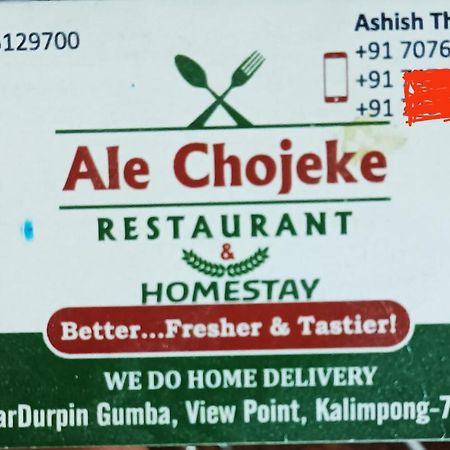 129700
Ashish Th
+91 7076
+91
+91
Ale Chojeke
RESTAURANT
&
HOMESTAY
Better...Fresher & Tastier!
WE DO HOME DELIVERY
arDurpin Gumba, View Point, Kalimpong-7